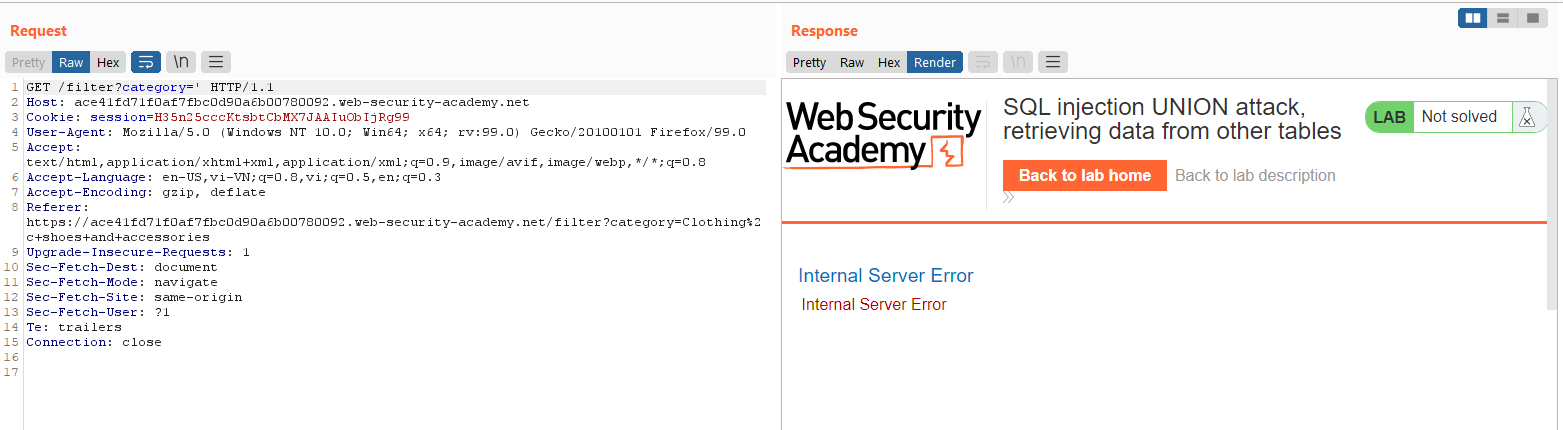 Request
Pretty Raw Hex \n
1 GET /filter?category=' HTTP/1.1
2 Host: ace41fd71f0af7fbc0d90a6b00780092.web-security-academy.net
3 Cookie: session=H35n25cccKtsbtCbMX7JAAIuObIjRg99
4 User-Agent: Mozilla/5.0 (Windows NT 10.0; Win64; x64; rv:99.0) Gecko/20100101 Firefox/99.0
5 Accept:
text/html,application/xhtml+xml,application/xml;q=0.9,image/avif,image/webp,*/*;q=0.8
6 Accept-Language: en-US,vi-VN;q=0.8,vi;q=0.5,en;q=0.3
7 Accept-Encoding: gzip, deflate
8 Referer:
https://ace41fd71f0af7fbc0d90a6b00780092.web-security-academy.net/filter?category=Clothing%2
c+shoes+and+accessories
9 Upgrade-Insecure-Requests: 1
10 Sec-Fetch-Dest: document
11 Sec-Fetch-Mode: navigate
12 Sec-Fetch-Site: same-origin
13 Sec-Fetch-User: ?1
14 Te: trailers
15 Connection: close
16
17
Response
Pretty Raw Hex Render \n
Web Security
Academy
SQL injection UNION attack,
retrieving data from other tables
Back to lab home Back to lab description
LAB Not solved
Internal Server Error
Internal Server Error